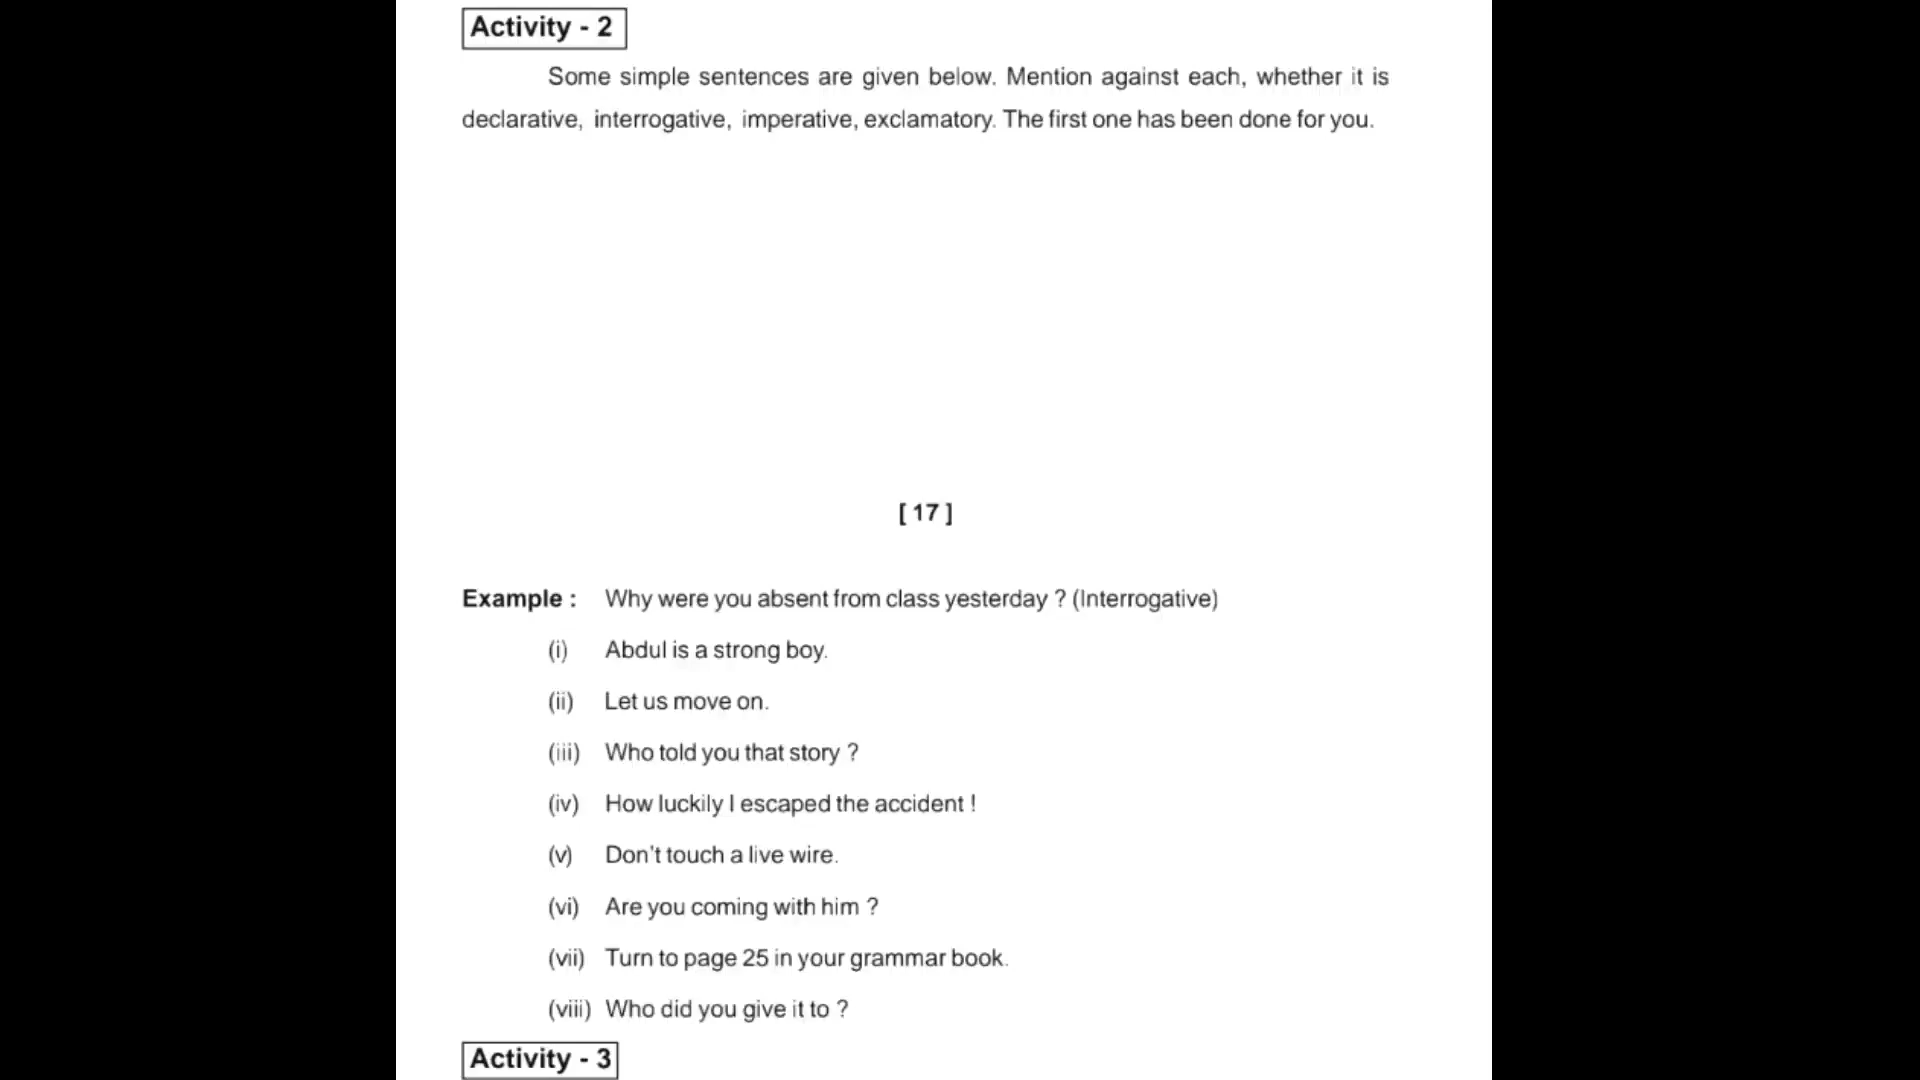 Activity - 2
Some simple sentences are given below. Mention against each, whether it is
declarative, interrogative, imperative, exclamatory. The first one has been done for you.
[ 17 ]
Example : Why were you absent from class yesterday ? (Interrogative)
(i) Abdul is a strong boy.
(ii) Let us move on.
(iii) Who told you that story ?
(iv) How luckily I escaped the accident !
(v) Don't touch a live wire.
(vi) Are you coming with him ?
(vii) Turn to page 25 in your grammar book.
(viii) Who did you give it to ?
Activity - 3